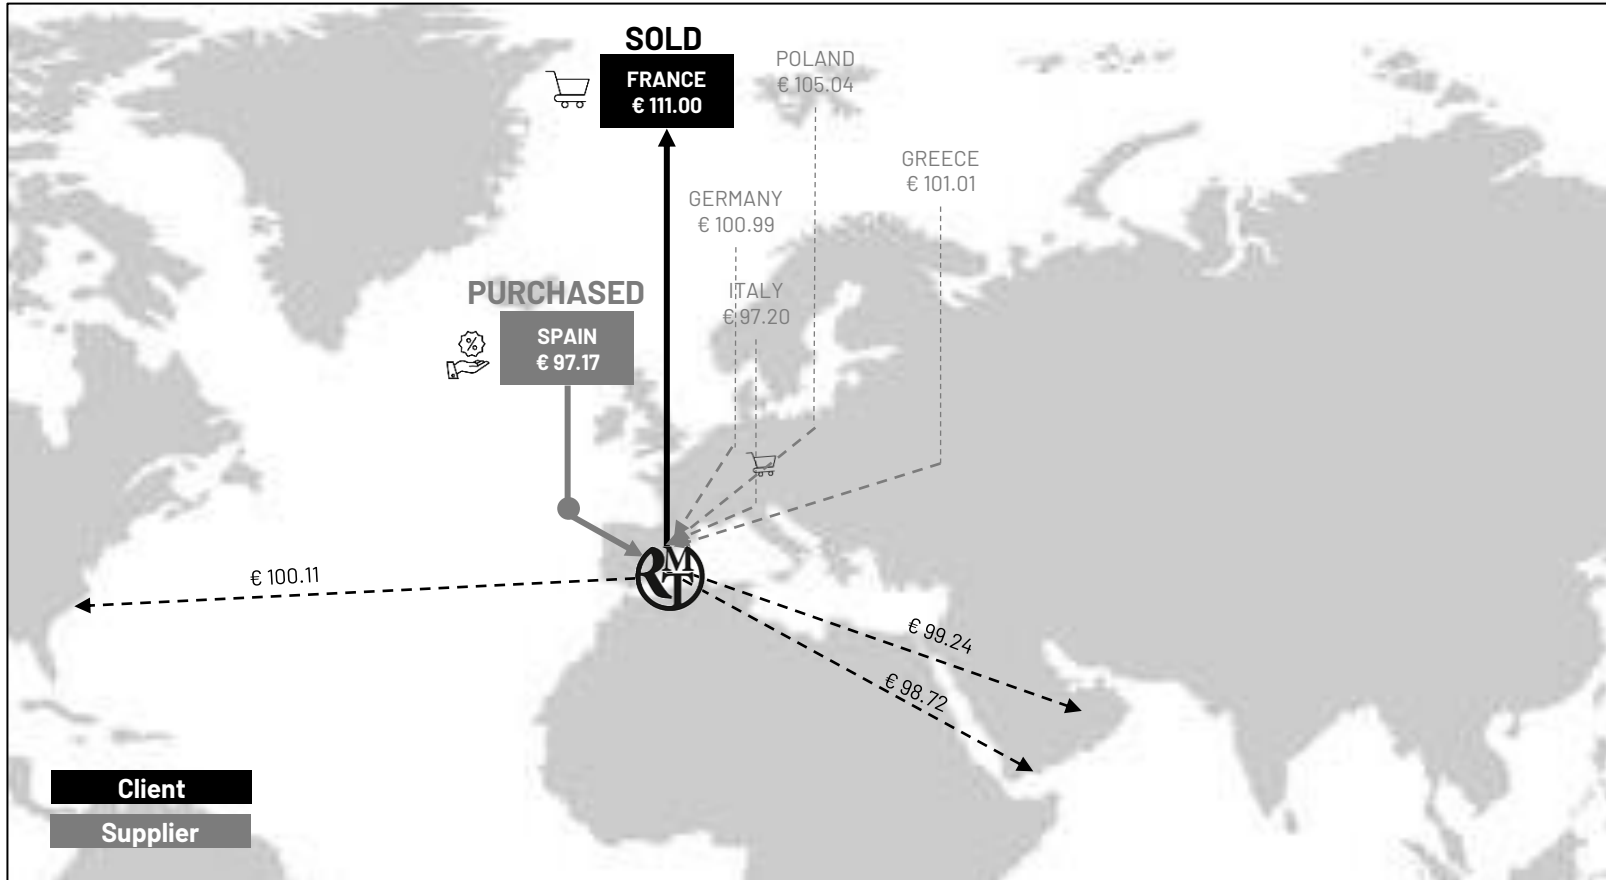 SOLD
FRANCE
€ 111.00
POLAND
€ 105.04
GREECE
€ 101.01
GERMANY
€ 100.99
ITALY
€ 97.20
PURCHASED
%
SPAIN
€ 97.17
RMT
€ 100.11
€ 99.24
€ 98.72
Client
Supplier